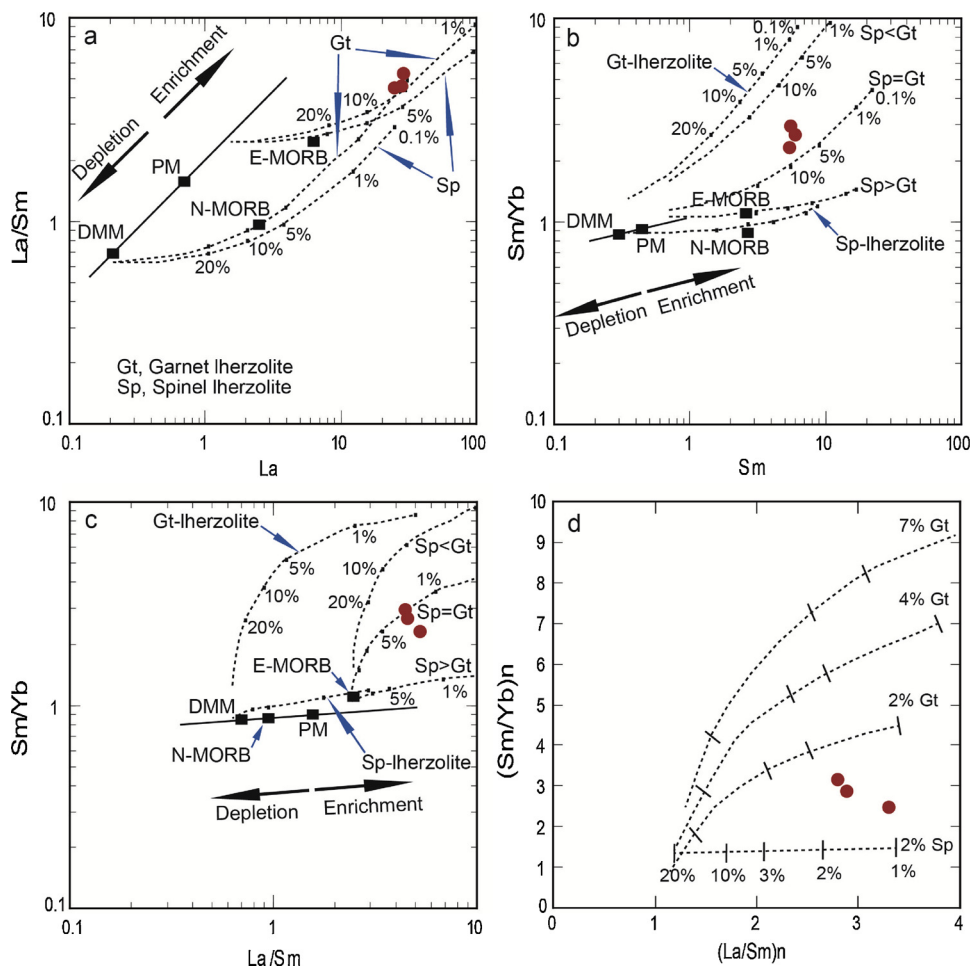 a
La/Sm
10
1
0.1
0.1
1
10
100
La
Depletion
Enrichment
PM
DMM
N-MORB
E-MORB
Gt
Sp
1%
20%
10%
5%
0.1%
1%
20%
10%
5%
Gt, Garnet lherzolite
Sp, Spinel lherzolite
b
Sm/Yb
10
1
0.1
0.1
1
10
100
Sm
0.1%
1%
5%
10%
20%
Gt-lherzolite
1%
Sp<Gt
5%
10%
Sp=Gt
0.1%
1%
5%
10%
E-MORB
Sp>Gt
DMM
PM
N-MORB
Sp-lherzolite
Depletion
Enrichment
c
Sm/Yb
10
1
0.1
0.1
1
10
La/Sm
Gt-lherzolite
1%
5%
10%
20%
Sp<Gt
10%
20%
1%
Sp=Gt
5%
E-MORB
Sp>Gt
5%
1%
DMM
N-MORB
PM
Sp-lherzolite
Depletion
Enrichment
d
(Sm/Yb)n
10
9
8
7
6
5
4
3
2
1
0
0
1
2
3
4
(La/Sm)n
7% Gt
4% Gt
2% Gt
2% Sp
20%
10%
3%
2%
1%